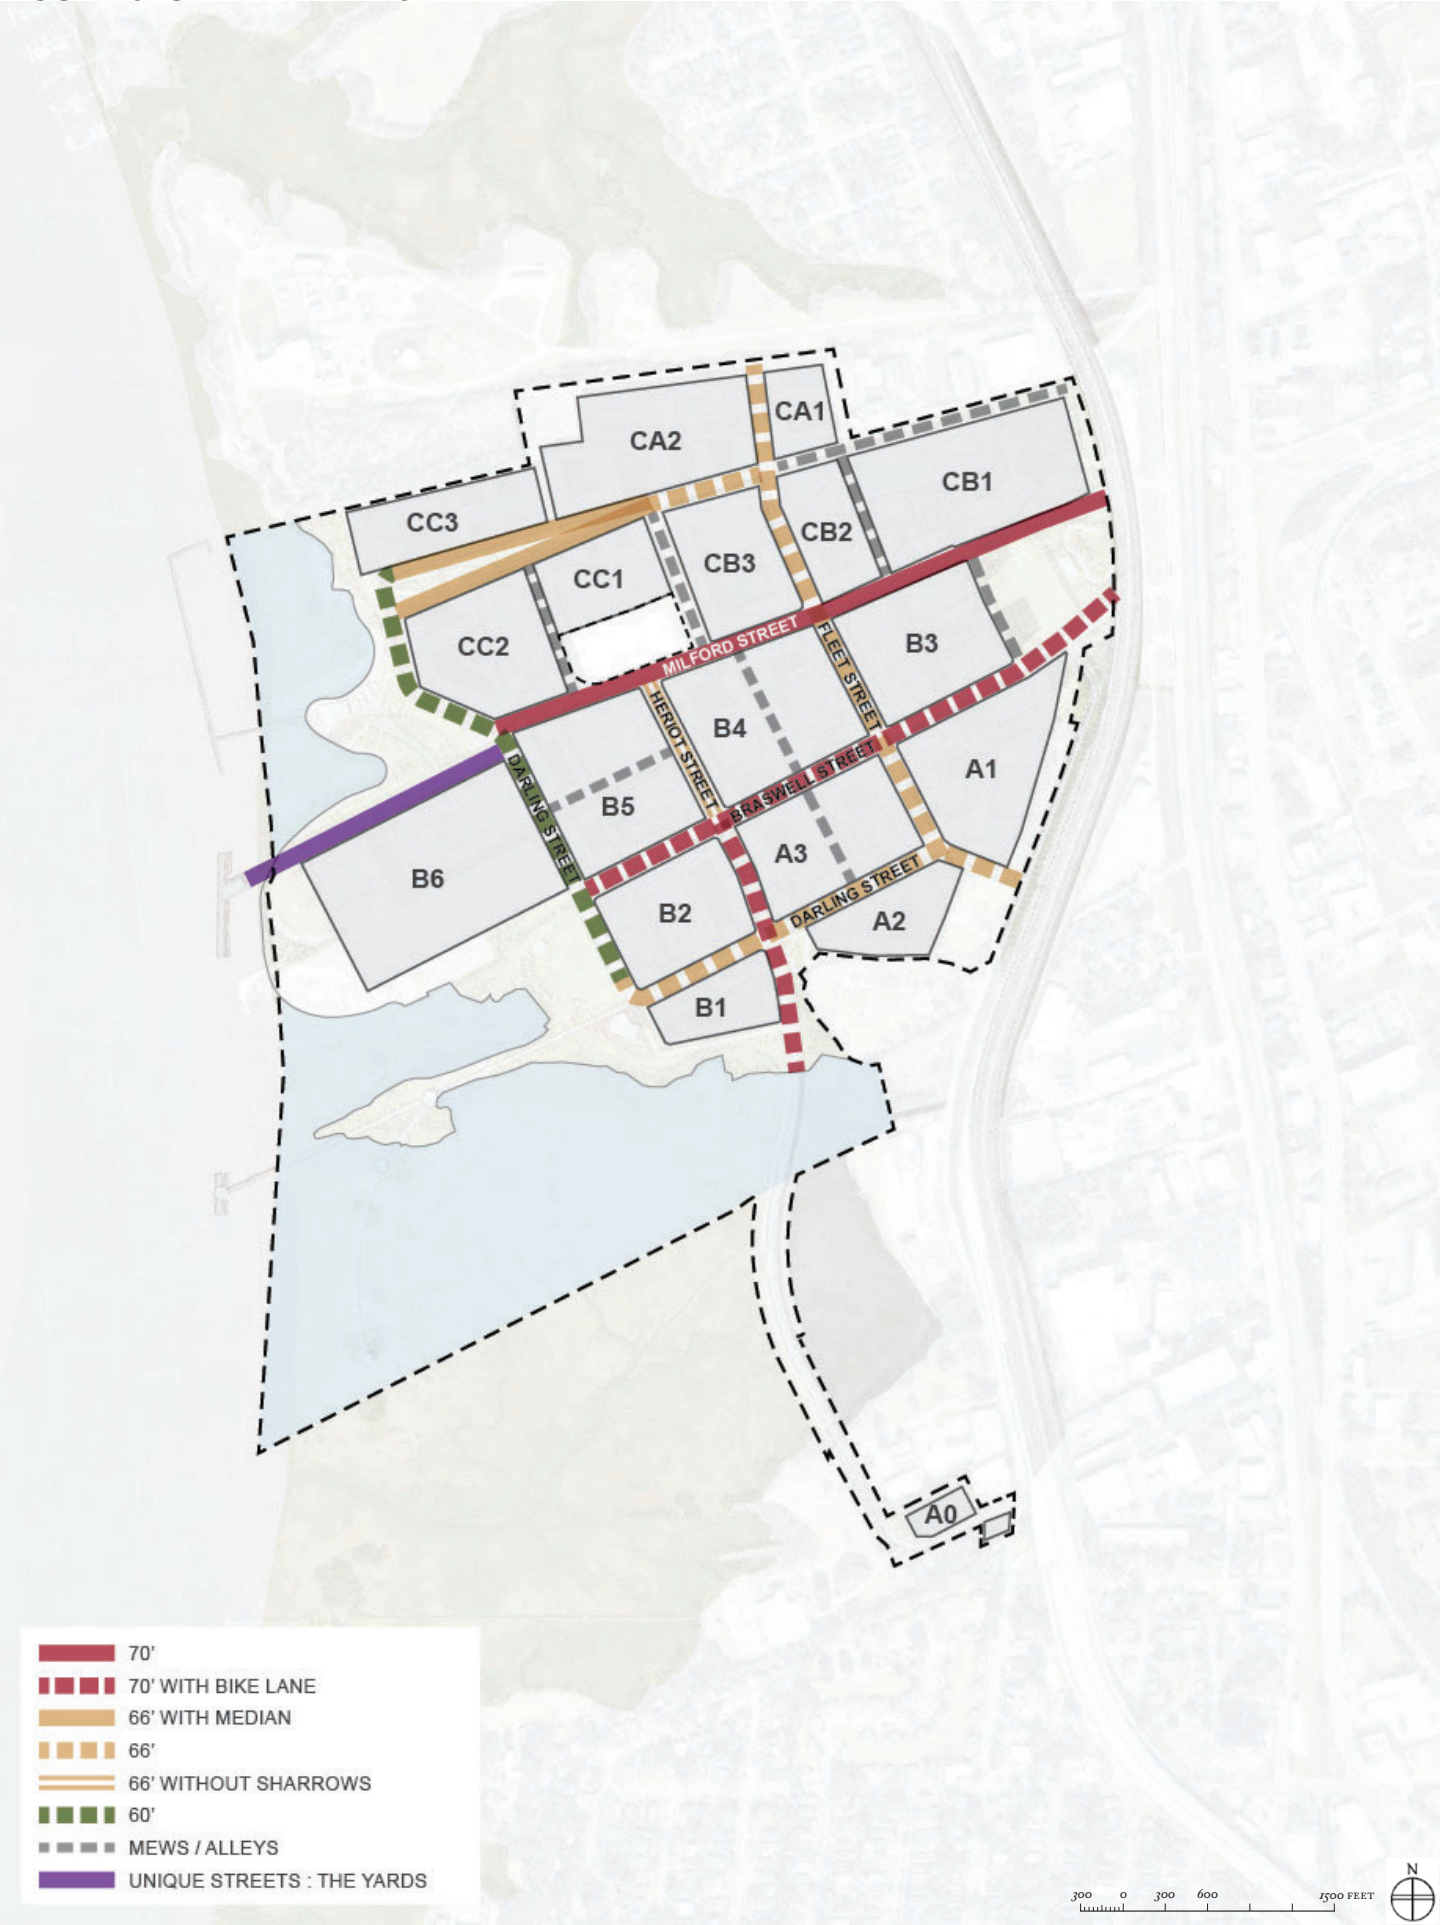 CA1
CA2
CB1
CC3
CB2
CB3
CC1
MILFORD STREET
FLEET STREET
B3
CC2
HERIOT STREET
B4
A1
DARLING STREET
BRASWELL STREET
B5
A3
B6
DARLING STREET
B2
A2
B1
A0
70'
70' WITH BIKE LANE
66' WITH MEDIAN
66'
66' WITHOUT SHARROWS
60'
MEWS / ALLEYS
UNIQUE STREETS : THE YARDS
N
300 0 300 600 1500 FEET